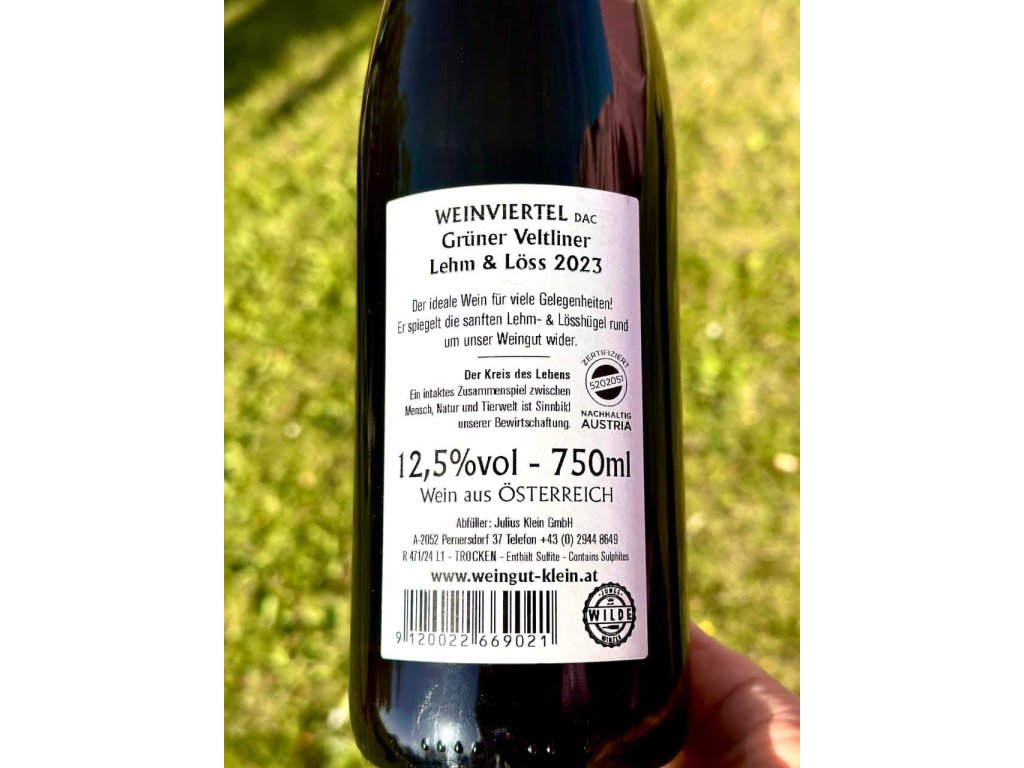 WEINVIERTEL DAC
Grüner Veltliner
Lehm & Löss 2023
Der ideale Wein für viele Gelegenheiten!
Er spiegelt die sanften Lehm- & Lösshügel rund
um unser Weingut wider.
Der Kreis des Lebens
Ein intaktes Zusammenspiel zwischen
Mensch, Natur und Tierwelt ist Sinnbild
unserer Bewirtschaftung.
ZERTIFIZIERT
5202051
NACHHALTIG
AUSTRIA
12,5%vol - 750ml
Wein aus ÖSTERREICH
Abfüller: Julius Klein GmbH
A-2052 Pernersdorf 37 Telefon +43 (0) 2944 8649
R 471/24 L1 - TROCKEN - Enthält Sulfite - Contains Sulphites
www.weingut-klein.at
9 120022 669021
JUNGE
WILDE
WINZER